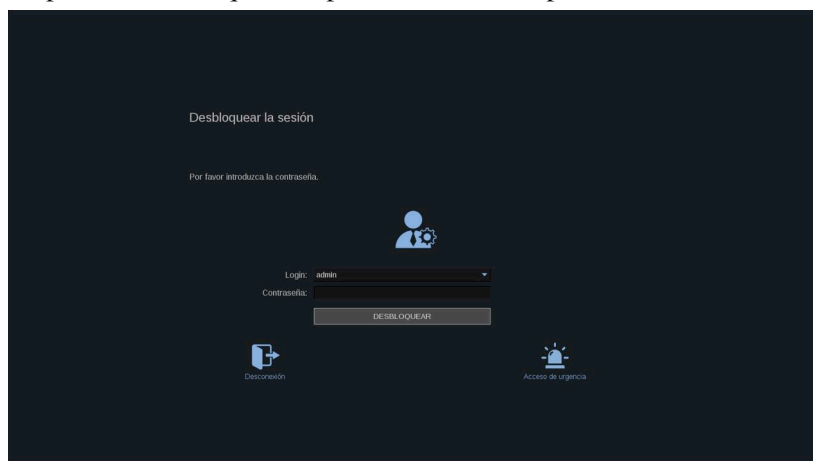 Desbloquear la sesión
Por favor introduzca la contraseña.
Login: admin
Contraseña:
DESBLOQUEAR
Desconexión
Acceso de urgencia